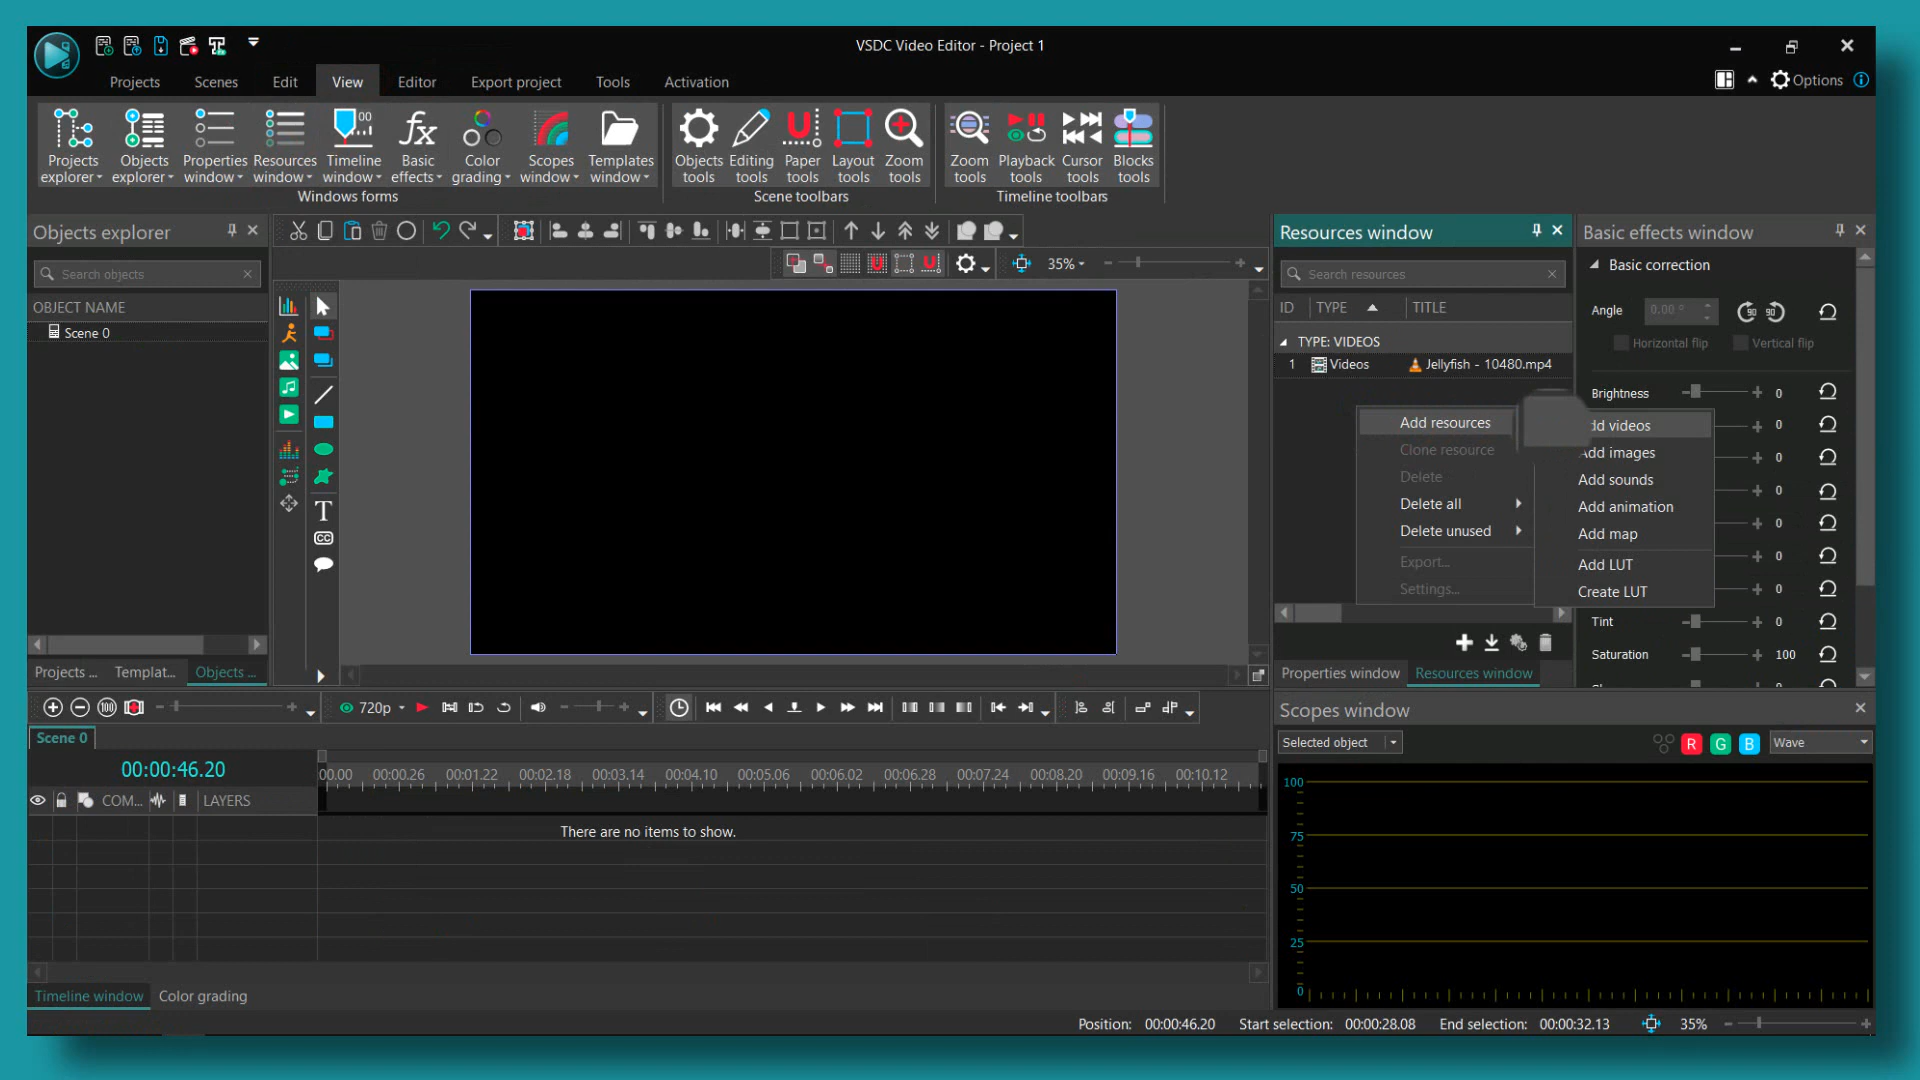 VSDC Video Editor - Project 1
Projects Scenes Edit View Editor Export project Tools Activation
Options
Projects explorer
Objects explorer
Properties window
Resources window
Timeline window
Basic effects
Color grading
Scopes window
Templates window
Objects tools
Editing tools
Paper tools
Layout tools
Zoom tools
Zoom tools
Playback tools
Cursor tools
Blocks tools
Windows forms
Scene toolbars
Timeline toolbars
Objects explorer
Search objects
OBJECT NAME
Scene 0
Projects ... Templat... Objects ...
35%
T
CC
Resources window
Search resources
ID TYPE TITLE
TYPE: VIDEOS
1 Videos Jellyfish - 10480.mp4
Add resources
Clone resource
Delete
Delete all
Delete unused
Export...
Settings...
videos
Add images
Add sounds
Add animation
Add map
Add LUT
Create LUT
Properties window Resources window
Basic effects window
Basic correction
Angle 0.00 ° 90 90
Horizontal flip Vertical flip
Brightness 0
0
0
0
0
0
0
Tint 0
Saturation 100
100 720p
Scene 0
00:00:46.20
00.00 00:00.26 00:01.22 00:02.18 00:03.14 00:04.10 00:05.06 00:06.02 00:06.28 00:07.24 00:08.20 00:09.16 00:10.12
COM... LAYERS
There are no items to show.
Timeline window Color grading
Scopes window
Selected object R G B Wave
100
75
50
25
0
Position: 00:00:46.20 Start selection: 00:00:28.08 End selection: 00:00:32.13 35%